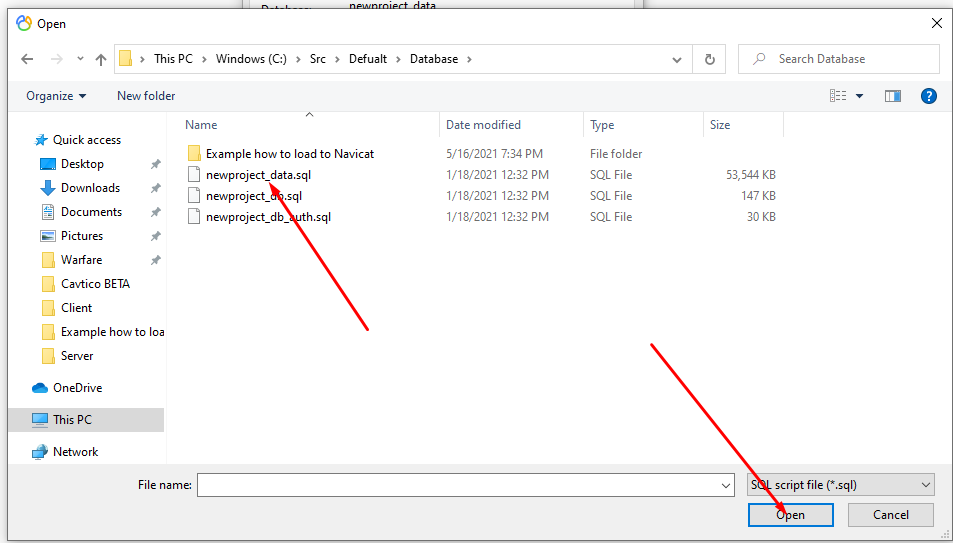 Database: newproject_data
Open
This PC > Windows (C:) > Src > Defualt > Database >
Search Database
Organize New folder
Name Date modified Type Size
Quick access
Desktop
Downloads
Documents
Pictures
Warfare
Cavtico BETA
Client
Example how to loa
Server
OneDrive
This PC
Network
Example how to load to Navicat 5/16/2021 7:34 PM File folder
newproject_data.sql 1/18/2021 12:32 PM SQL File 53,544 KB
newproject_db.sql 1/18/2021 12:32 PM SQL File 147 KB
newproject_db_auth.sql 1/18/2021 12:32 PM SQL File 30 KB
File name: SQL script file (*.sql)
Open Cancel